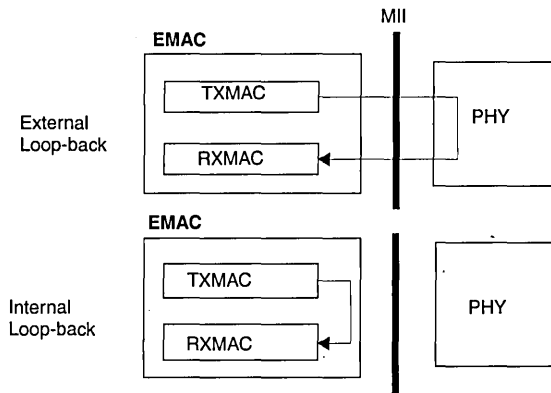 MII
EMAC
TXMAC
External
Loop-back
RXMAC
PHY
EMAC
TXMAC
Internal
Loop-back
RXMAC
PHY